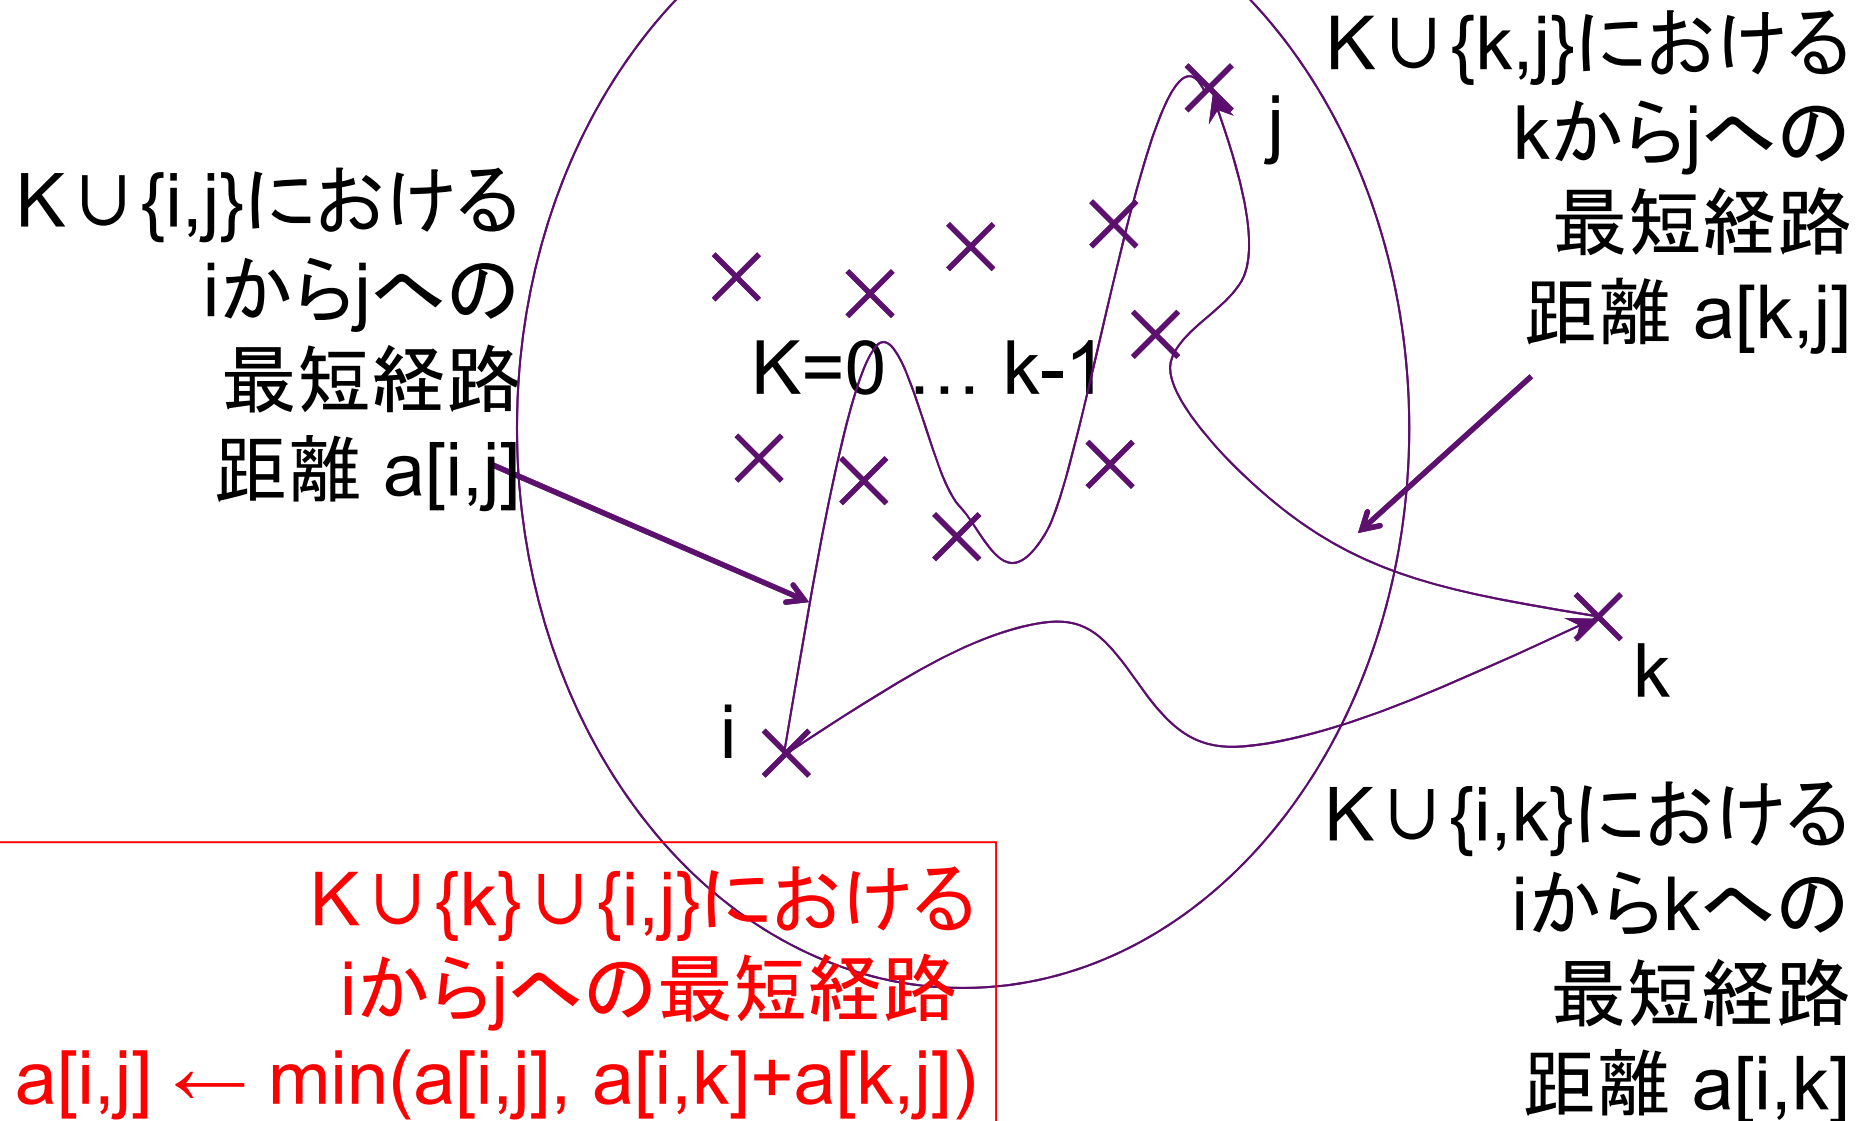 K∪{k,j}における
kからjへの
最短経路
距離 a[k,j]
j
K∪{i,j}における
iからjへの
最短経路
距離 a[i,j]
K=0 … k-1
k
i
K∪{i,k}における
iからkへの
最短経路
距離 a[i,k]
K∪{k}∪{i,j}における
iからjへの最短経路
a[i,j] ← min(a[i,j], a[i,k]+a[k,j])